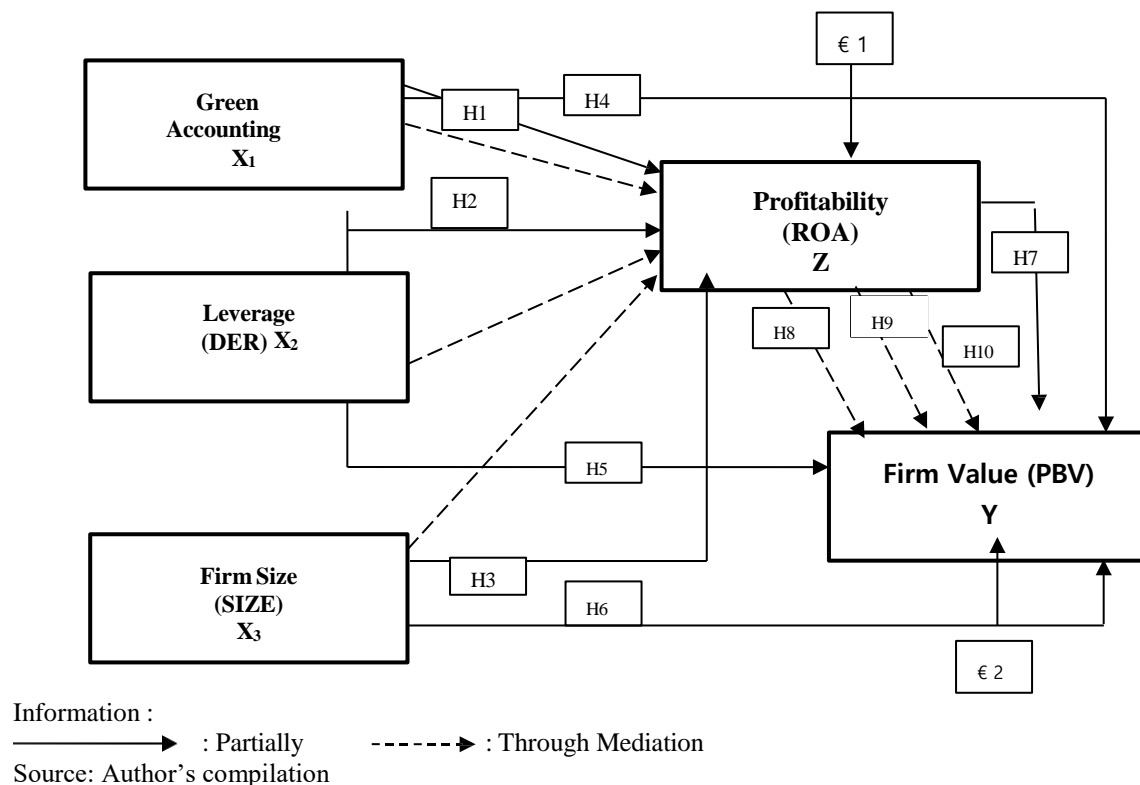 € 1
Green
Accounting
X₁
H1
H4
H2
Profitability
(ROA)
Z
H7
Leverage
(DER) X₂
H8
H9
H10
H5
Firm Value (PBV)
Y
Firm Size
(SIZE)
X₃
H3
H6
€ 2
Information :
: Partially : Through Mediation
Source: Author’s compilation